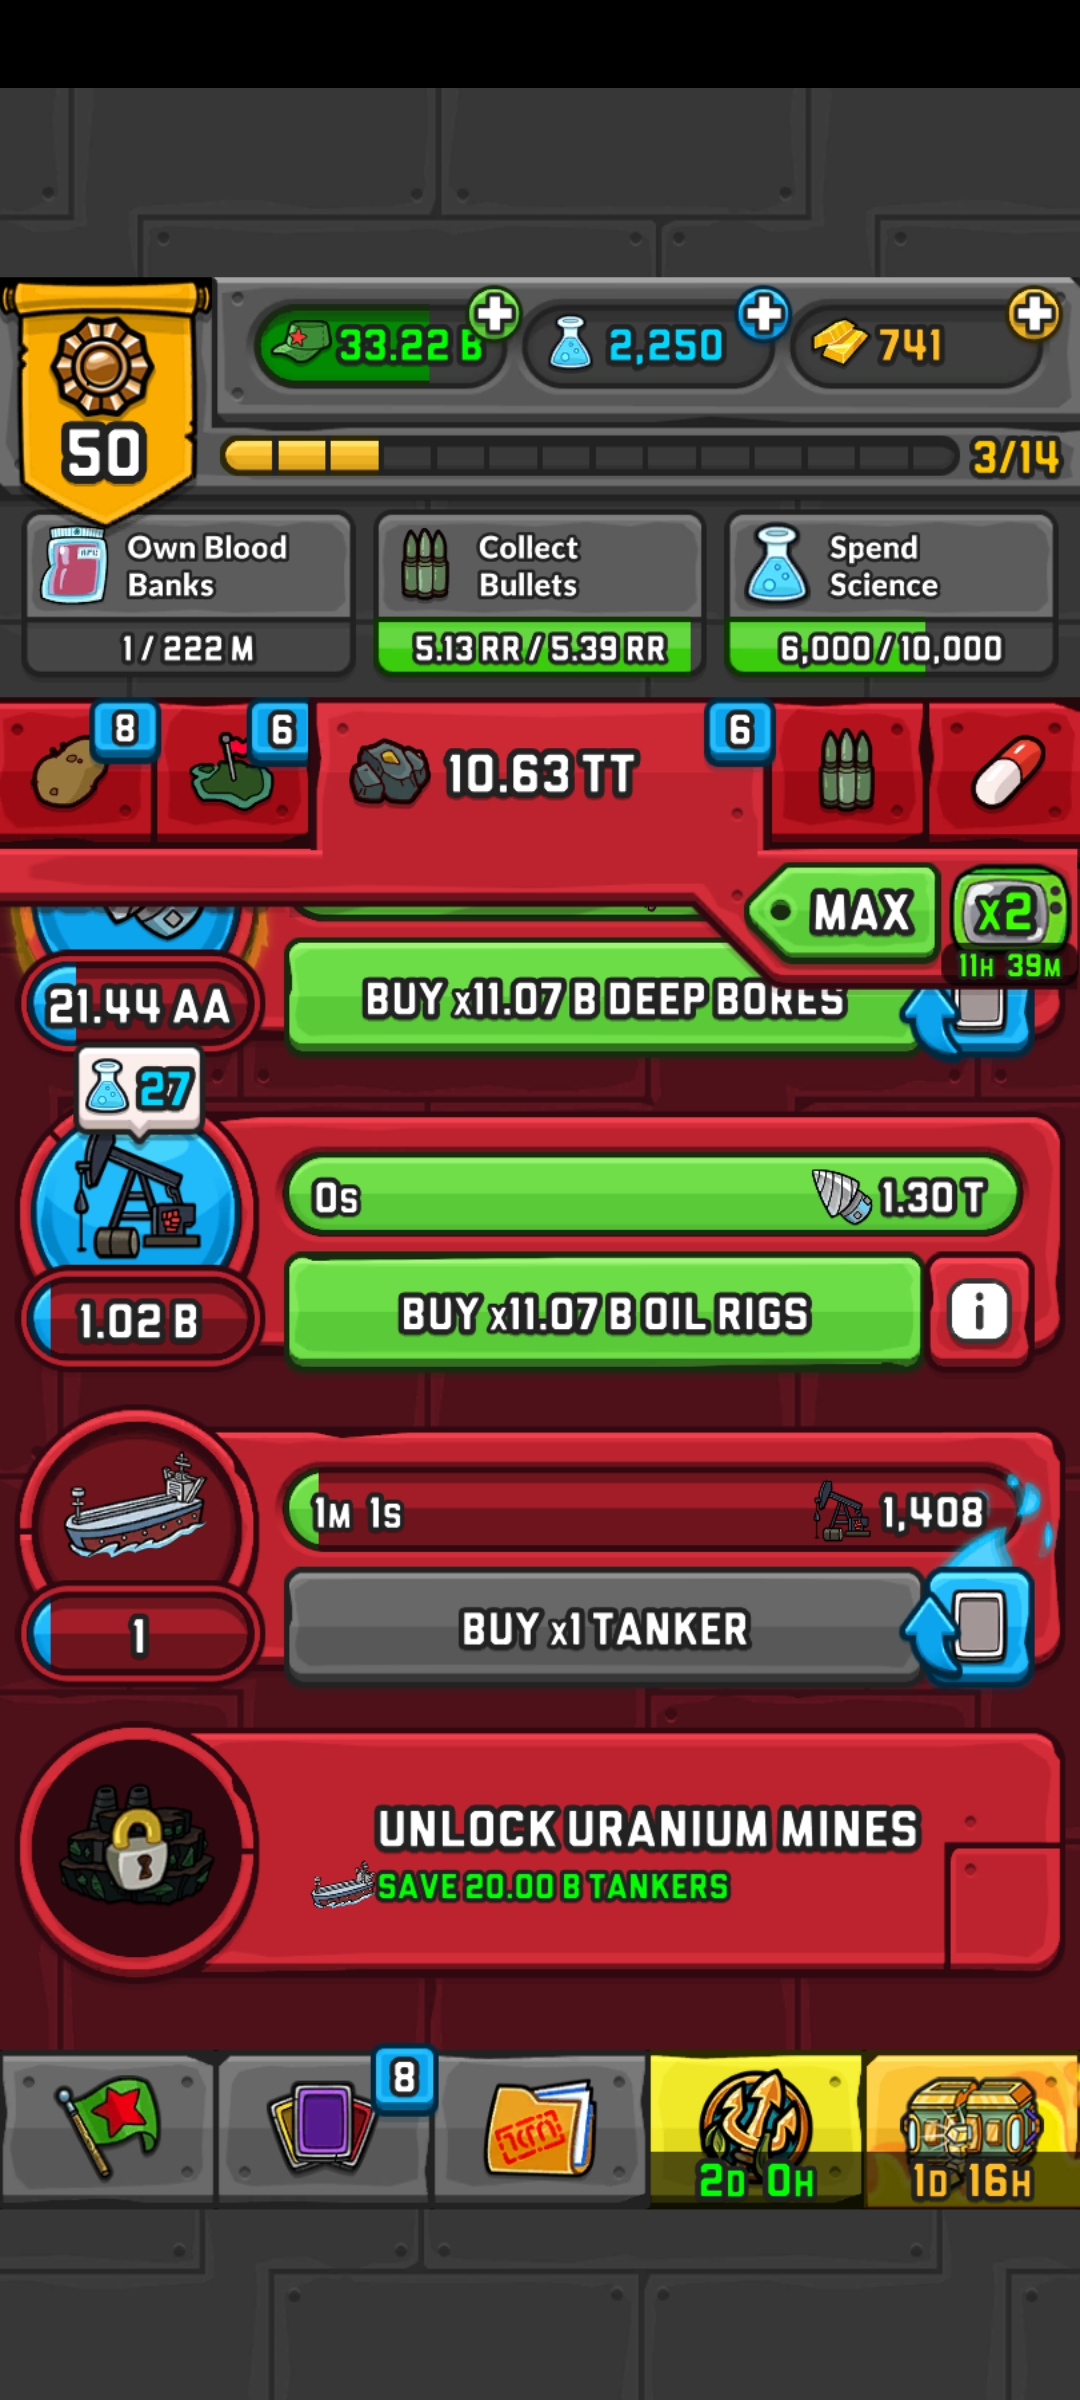 33.22 B
2,250
741
50
3/14
Own Blood
Banks
1 / 222 M
Collect
Bullets
5.13 RR / 5.39 RR
Spend
Science
6,000 / 10,000
8
6
10.63 TT
6
MAX
x2
11H 39M
21.44 AA
BUY x11.07 B DEEP BORES
27
0s
1.30 T
1.02 B
BUY x11.07 B OIL RIGS
i
1M 1s
1,408
1
BUY x1 TANKER
UNLOCK URANIUM MINES
SAVE 20.00 B TANKERS
8
2D 0H
1D 16H